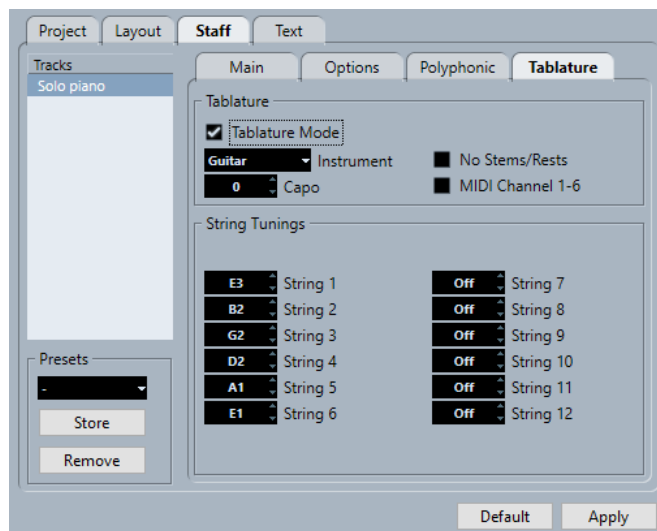 Project Layout Staff Text
Tracks
Solo piano
Main Options Polyphonic Tablature
Tablature
Tablature Mode
Guitar Instrument No Stems/Rests
0 Capo MIDI Channel 1-6
String Tunings
E3 String 1 Off String 7
B2 String 2 Off String 8
G2 String 3 Off String 9
D2 String 4 Off String 10
A1 String 5 Off String 11
E1 String 6 Off String 12
Presets
-
Store
Remove
Default Apply